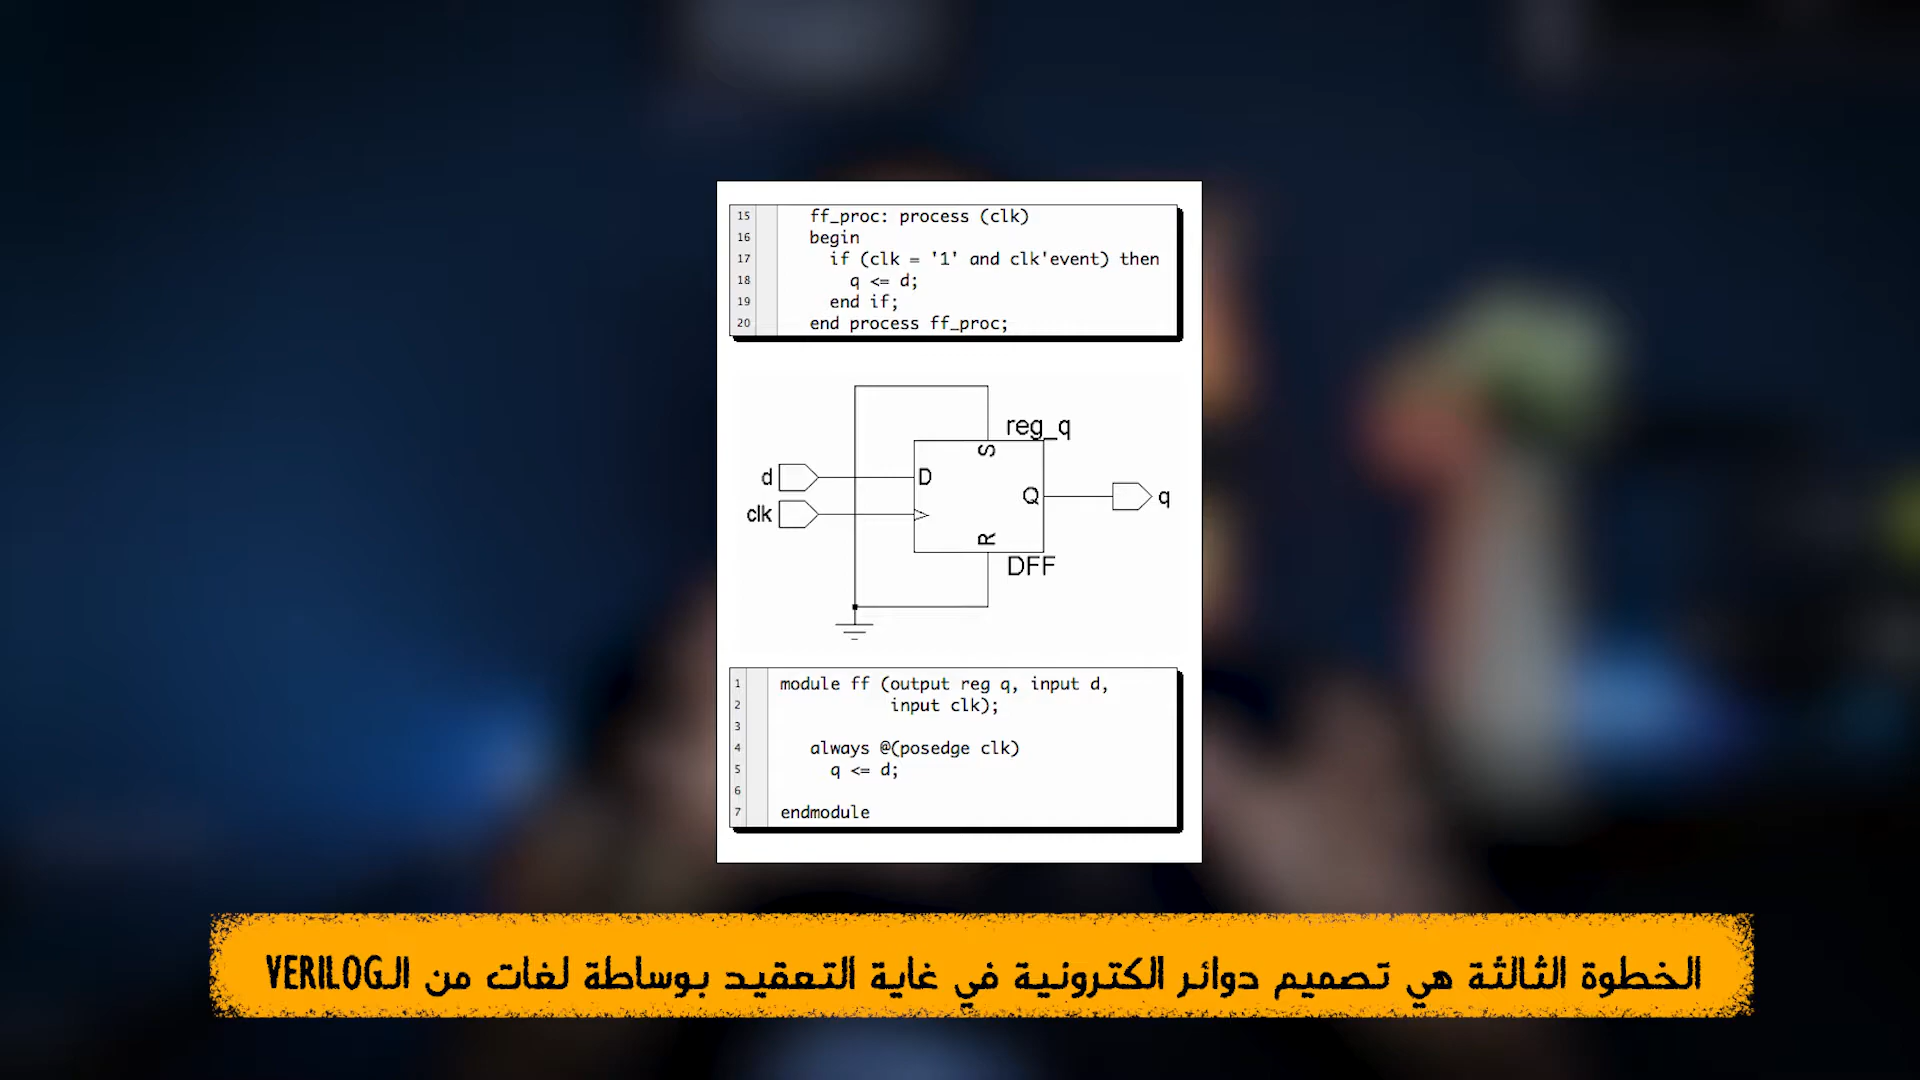 15 ff_proc: process (clk)
16 begin
17 if (clk = '1' and clk'event) then
18 q <= d;
19 end if;
20 end process ff_proc;
reg_q
S
d
D
clk
Q
q
R
DFF
1 module ff (output reg q, input d,
2 input clk);
3
4 always @(posedge clk)
5 q <= d;
6
7 endmodule
الخطوة الثالثة هي تصميم دوائر الكترونية في غاية التعقيد بوساطة لغات من الـVERILOG